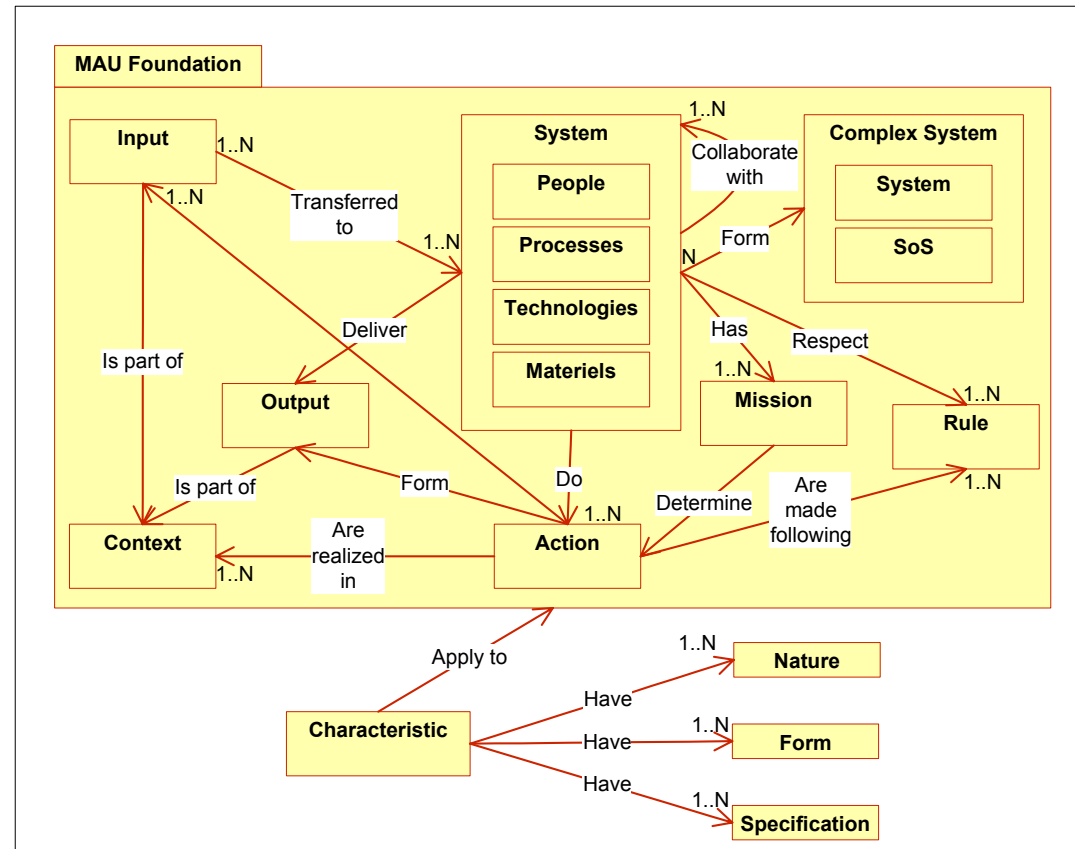 MAU Foundation
Input
1..N
1..N
Transferred
to
1..N
System
People
Processes
Technologies
Materiels
1..N
Collaborate
with
Complex System
System
SoS
N
Form
Deliver
Has
Respect
Is part of
1..N
Mission
1..N
Rule
1..N
Output
Is part of
Form
Do
Determine
Are
made
following
Context
1..N
Are
realized
in
1..N
Action
Apply to
Characteristic
Have
1..N
Nature
Have
1..N
Form
Have
1..N
Specification